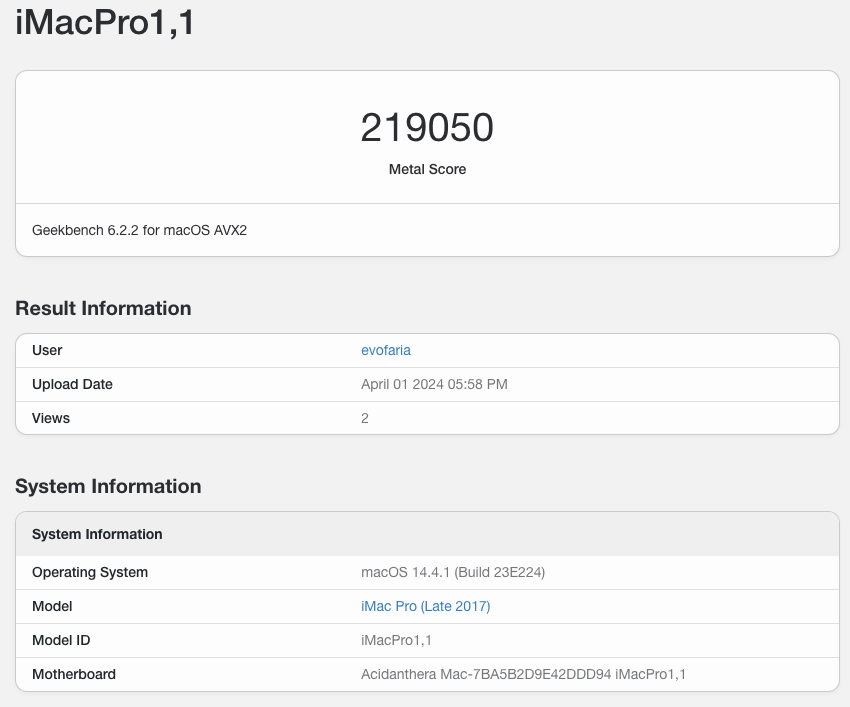 iMacPro1,1
219050
Metal Score
Geekbench 6.2.2 for macOS AVX2
Result Information
User evofaria
Upload Date April 01 2024 05:58 PM
Views 2
System Information
System Information
Operating System macOS 14.4.1 (Build 23E224)
Model iMac Pro (Late 2017)
Model ID iMacPro1,1
Motherboard Acidanthera Mac-7BA5B2D9E42DDD94 iMacPro1,1